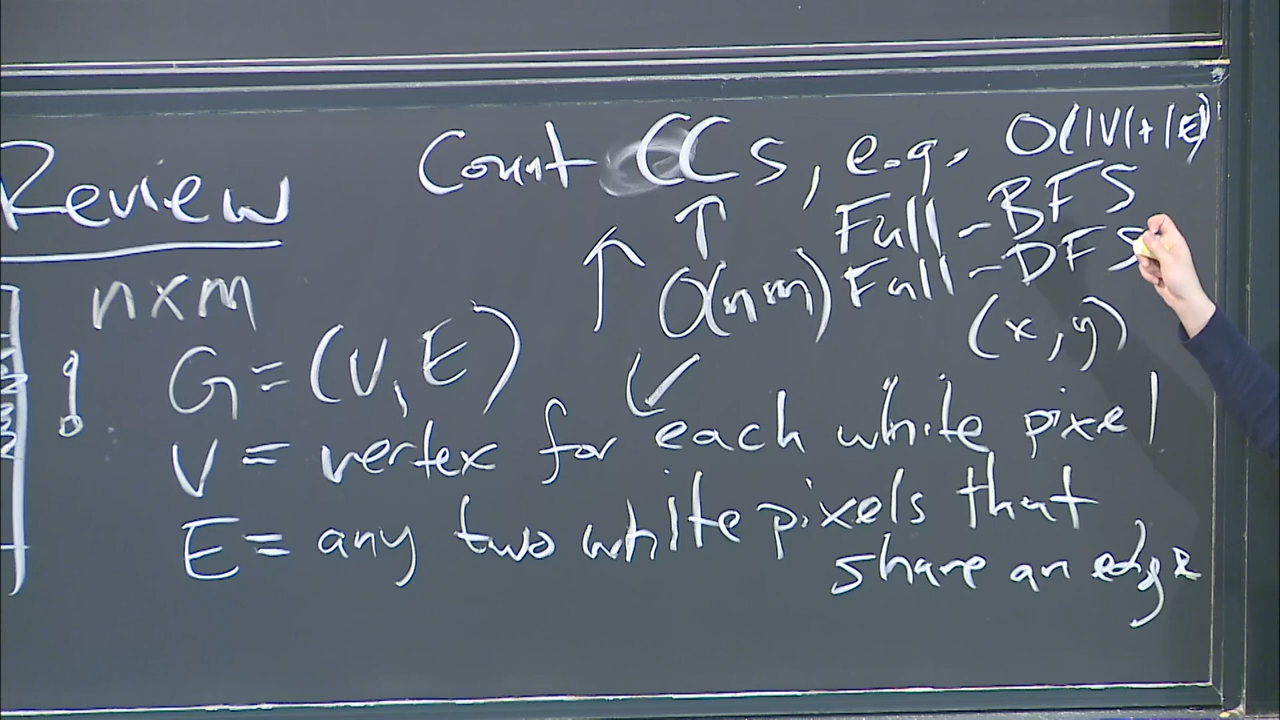 Review
Count CCs, e.g. O(|V|+|E|)
Full-BFS
↑ ↑ O(nm) Full-DFS
n×m
(x,y)
G=(V,E)
V = vertex for each white pixel
E = any two white pixels that
share an edge